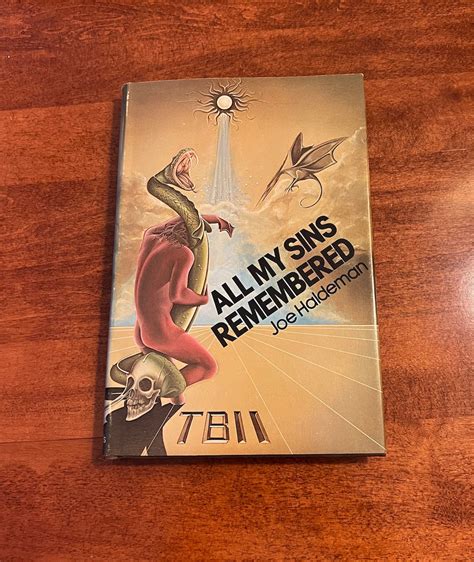 ALL MY SINS
REMEMBERED
Joe Haldeman
TBII